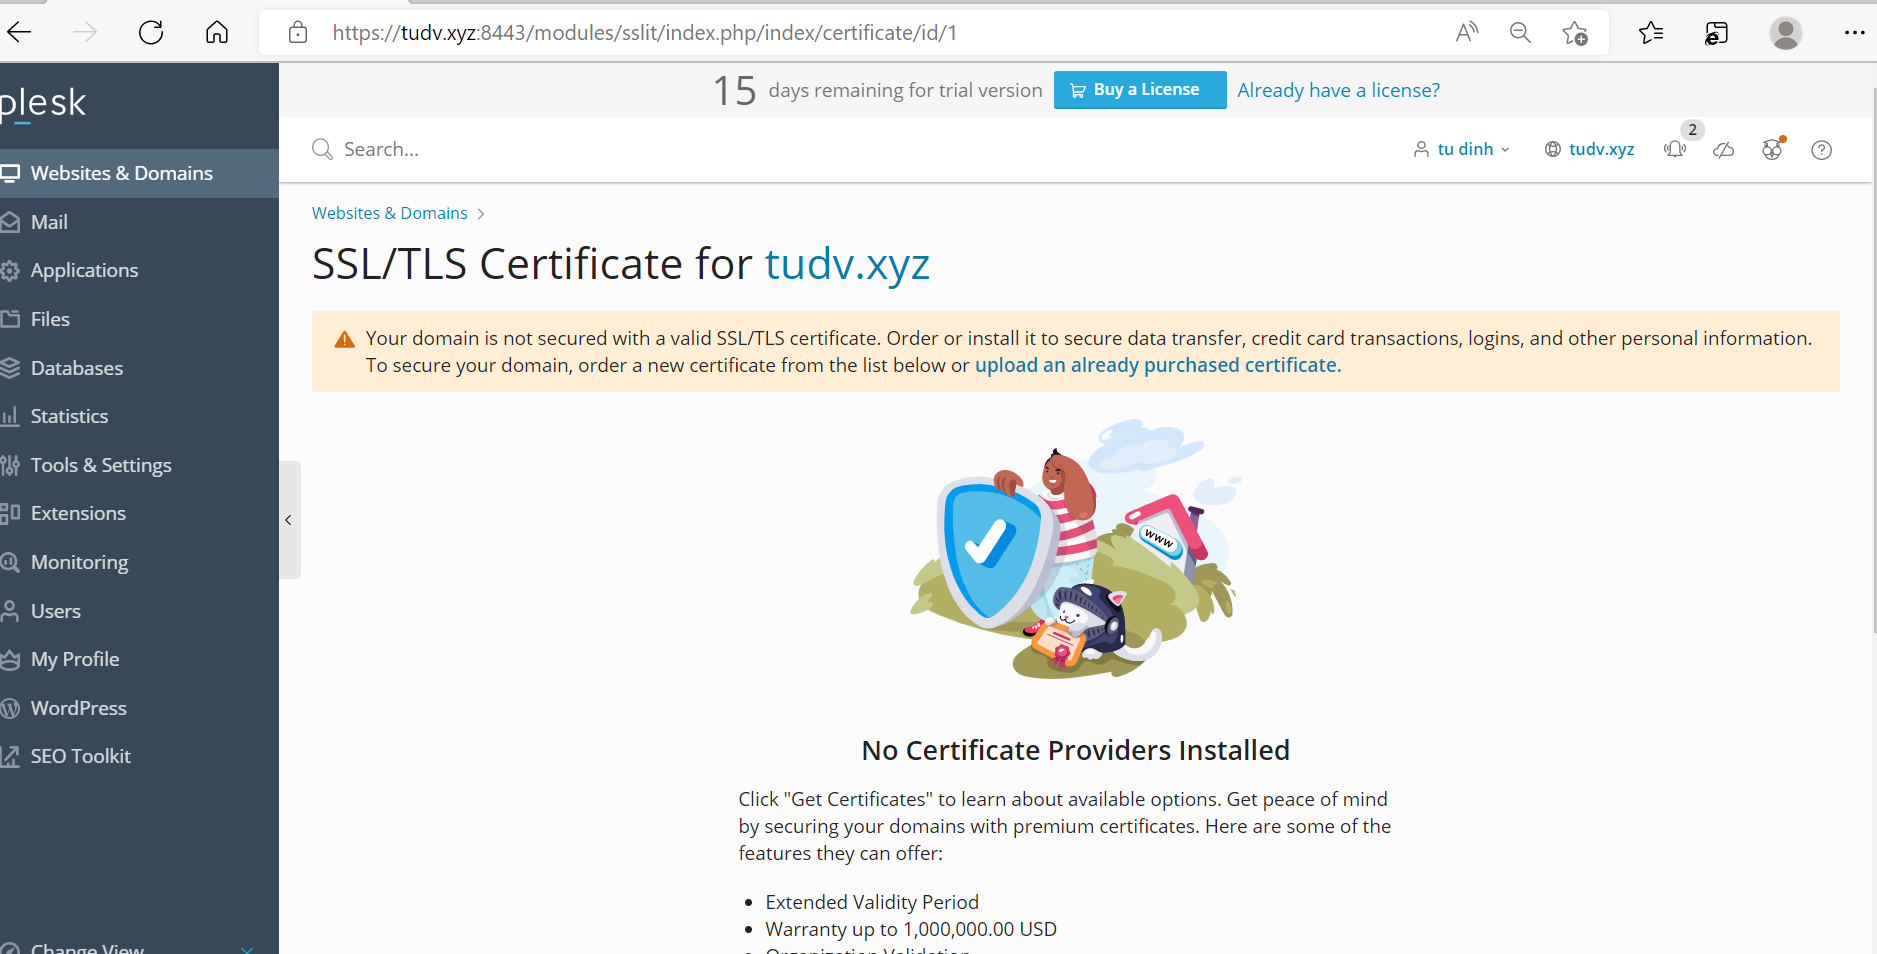 https://tudv.xyz:8443/modules/sslit/index.php/index/certificate/id/1
plesk
15 days remaining for trial version Buy a License Already have a license?
Search...
tu dinh tudv.xyz 2
Websites & Domains
Mail
Applications
Files
Databases
Statistics
Tools & Settings
Extensions
Monitoring
Users
My Profile
WordPress
SEO Toolkit
Change View
Websites & Domains
SSL/TLS Certificate for tudv.xyz
Your domain is not secured with a valid SSL/TLS certificate. Order or install it to secure data transfer, credit card transactions, logins, and other personal information.
To secure your domain, order a new certificate from the list below or upload an already purchased certificate.
www
No Certificate Providers Installed
Click "Get Certificates" to learn about available options. Get peace of mind
by securing your domains with premium certificates. Here are some of the
features they can offer:
Extended Validity Period
Warranty up to 1,000,000.00 USD
Organization Validation